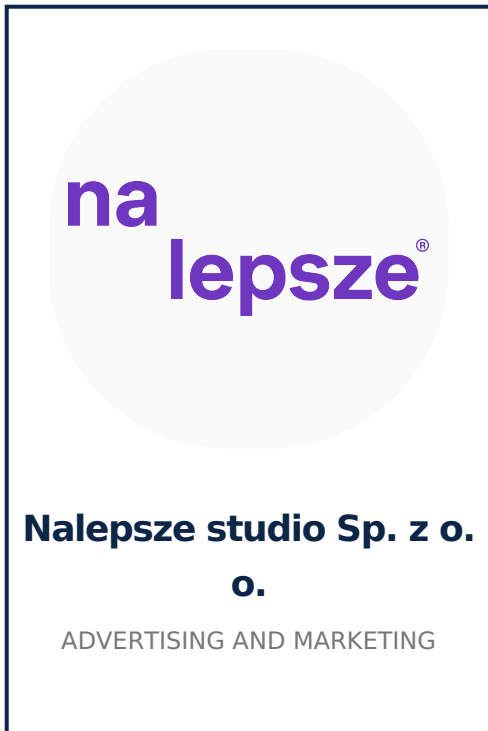 na
lepsze®
Nalepsze studio Sp. z o.
o.
ADVERTISING AND MARKETING